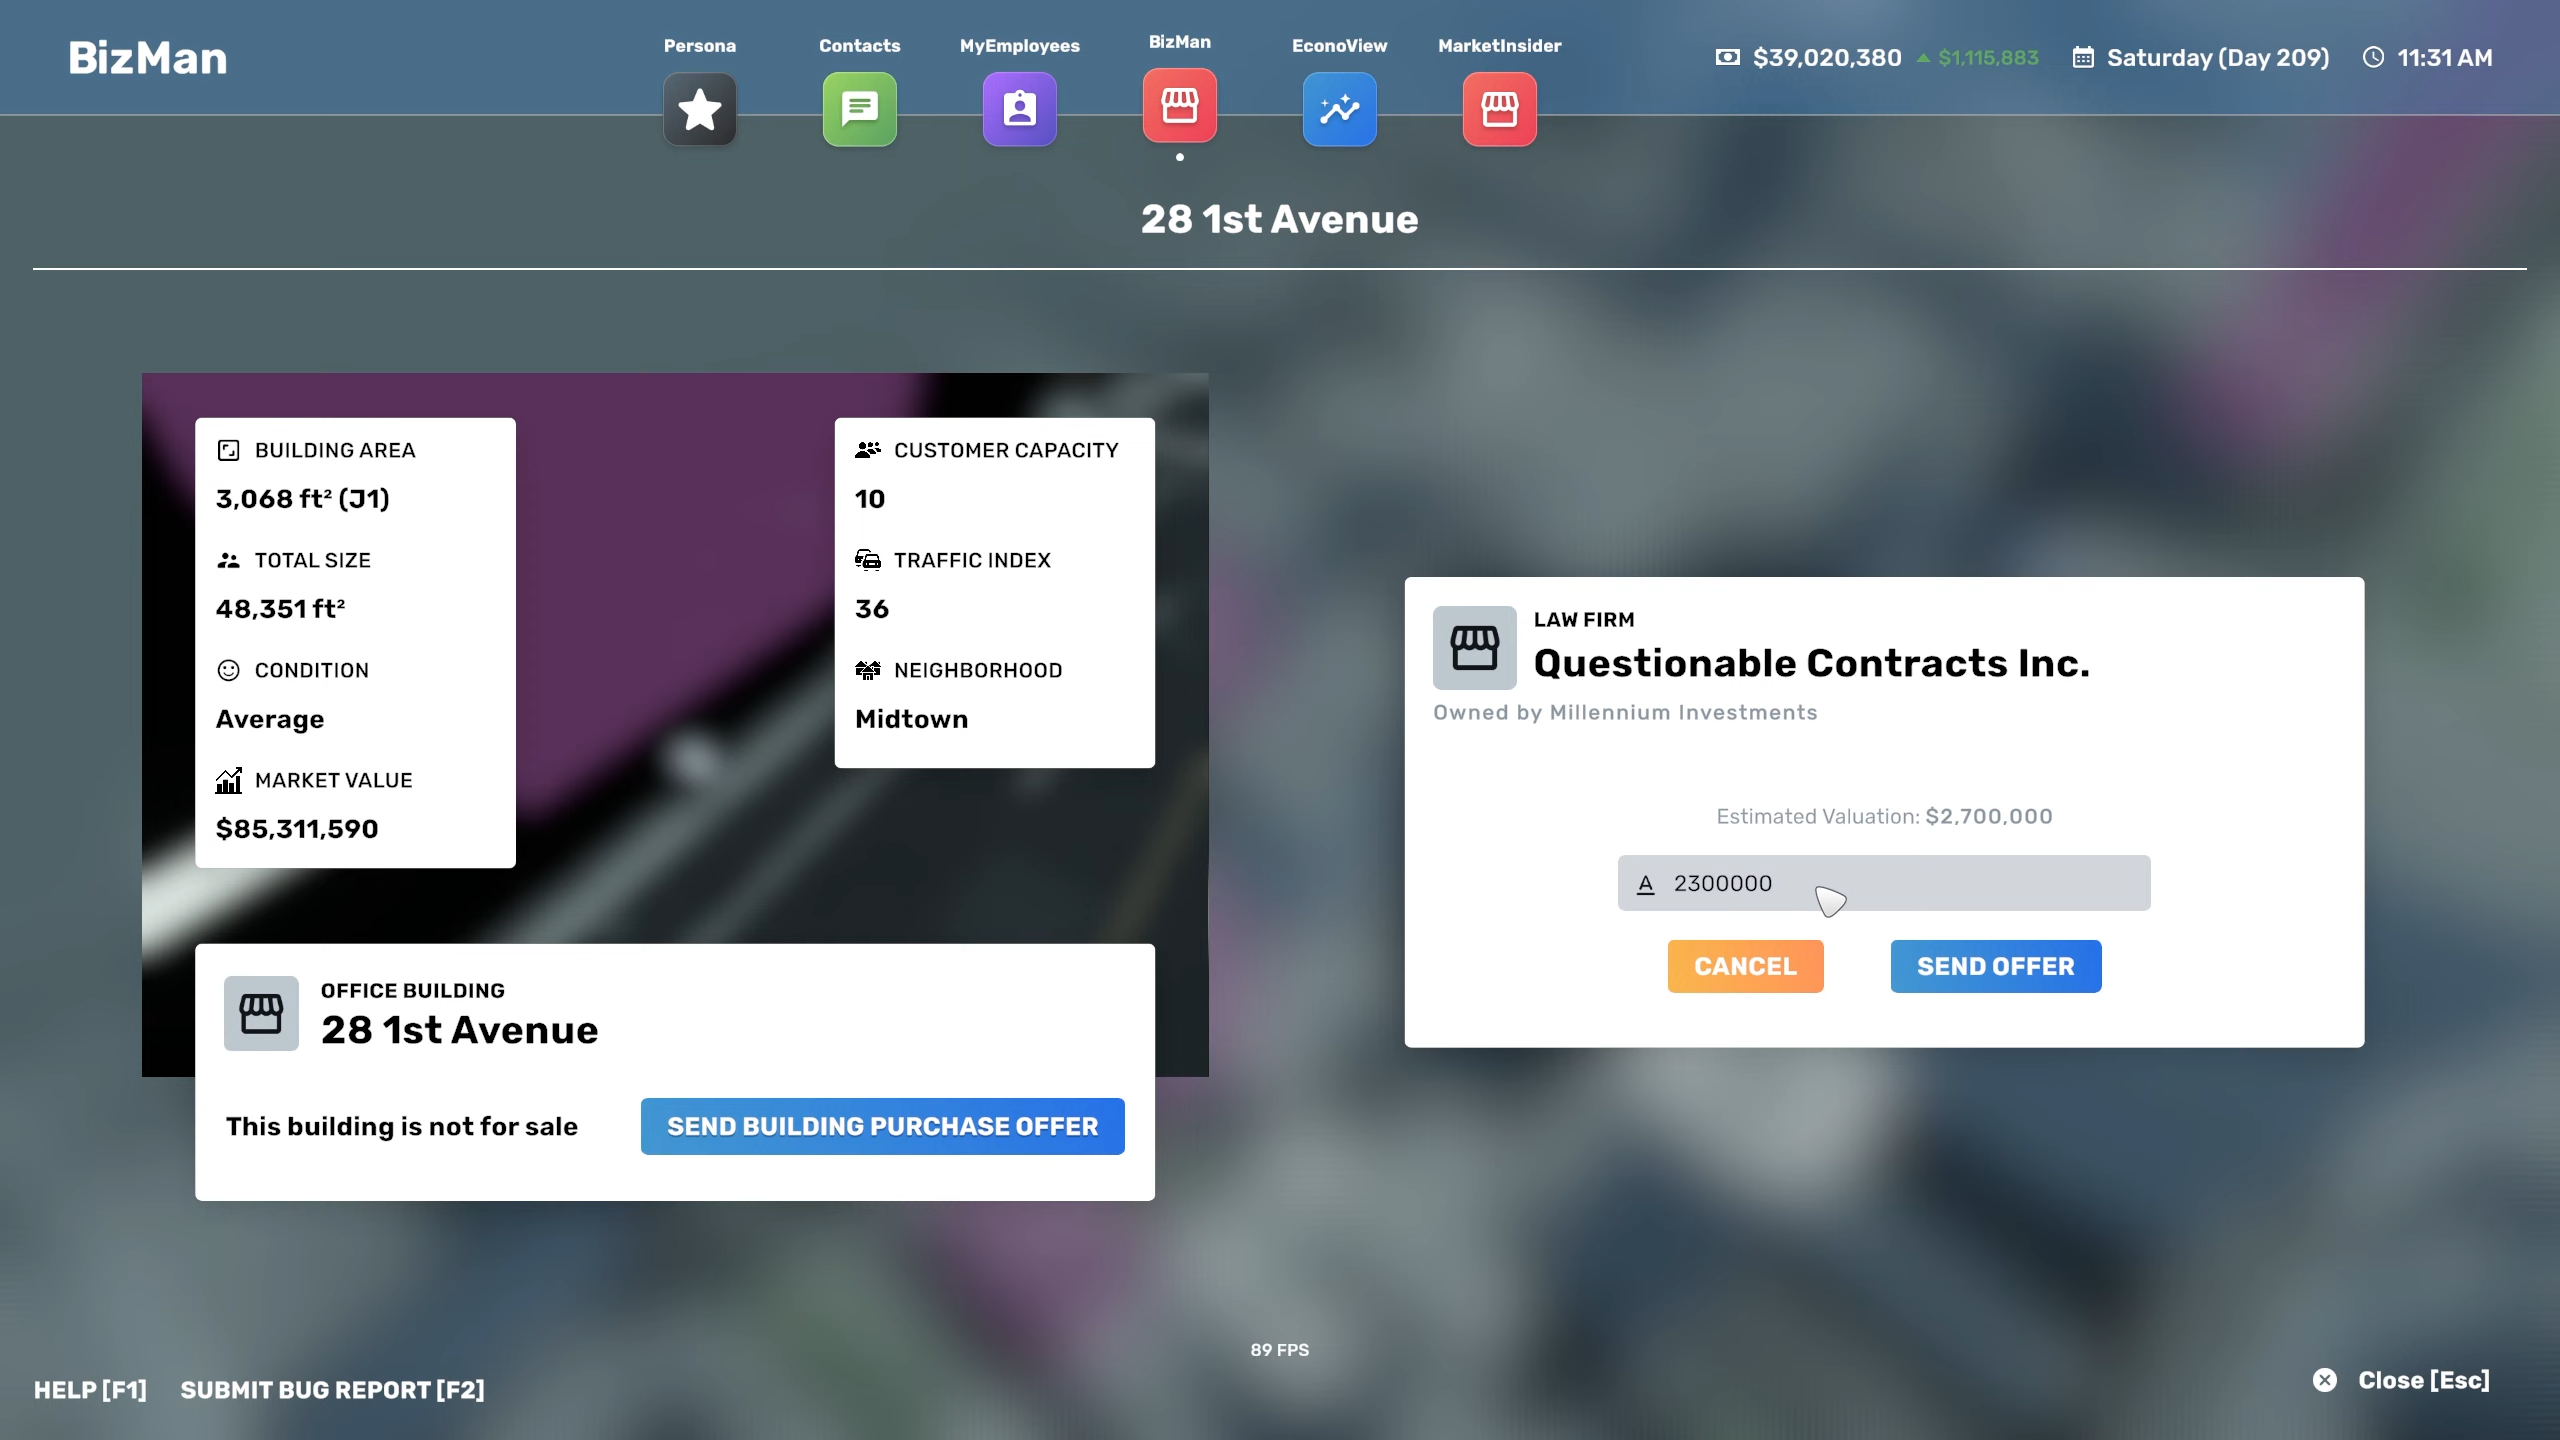 BizMan
Persona
Contacts
MyEmployees
BizMan
EconoView
MarketInsider
$39,020,380
$1,115,883
Saturday (Day 209)
11:31 AM
28 1st Avenue
BUILDING AREA
3,068 ft² (J1)
TOTAL SIZE
48,351 ft²
CONDITION
Average
MARKET VALUE
$85,311,590
CUSTOMER CAPACITY
10
TRAFFIC INDEX
36
NEIGHBORHOOD
Midtown
OFFICE BUILDING
28 1st Avenue
This building is not for sale
SEND BUILDING PURCHASE OFFER
LAW FIRM
Questionable Contracts Inc.
Owned by Millennium Investments
Estimated Valuation: $2,700,000
A 2300000
CANCEL
SEND OFFER
89 FPS
HELP [F1]
SUBMIT BUG REPORT [F2]
Close [Esc]